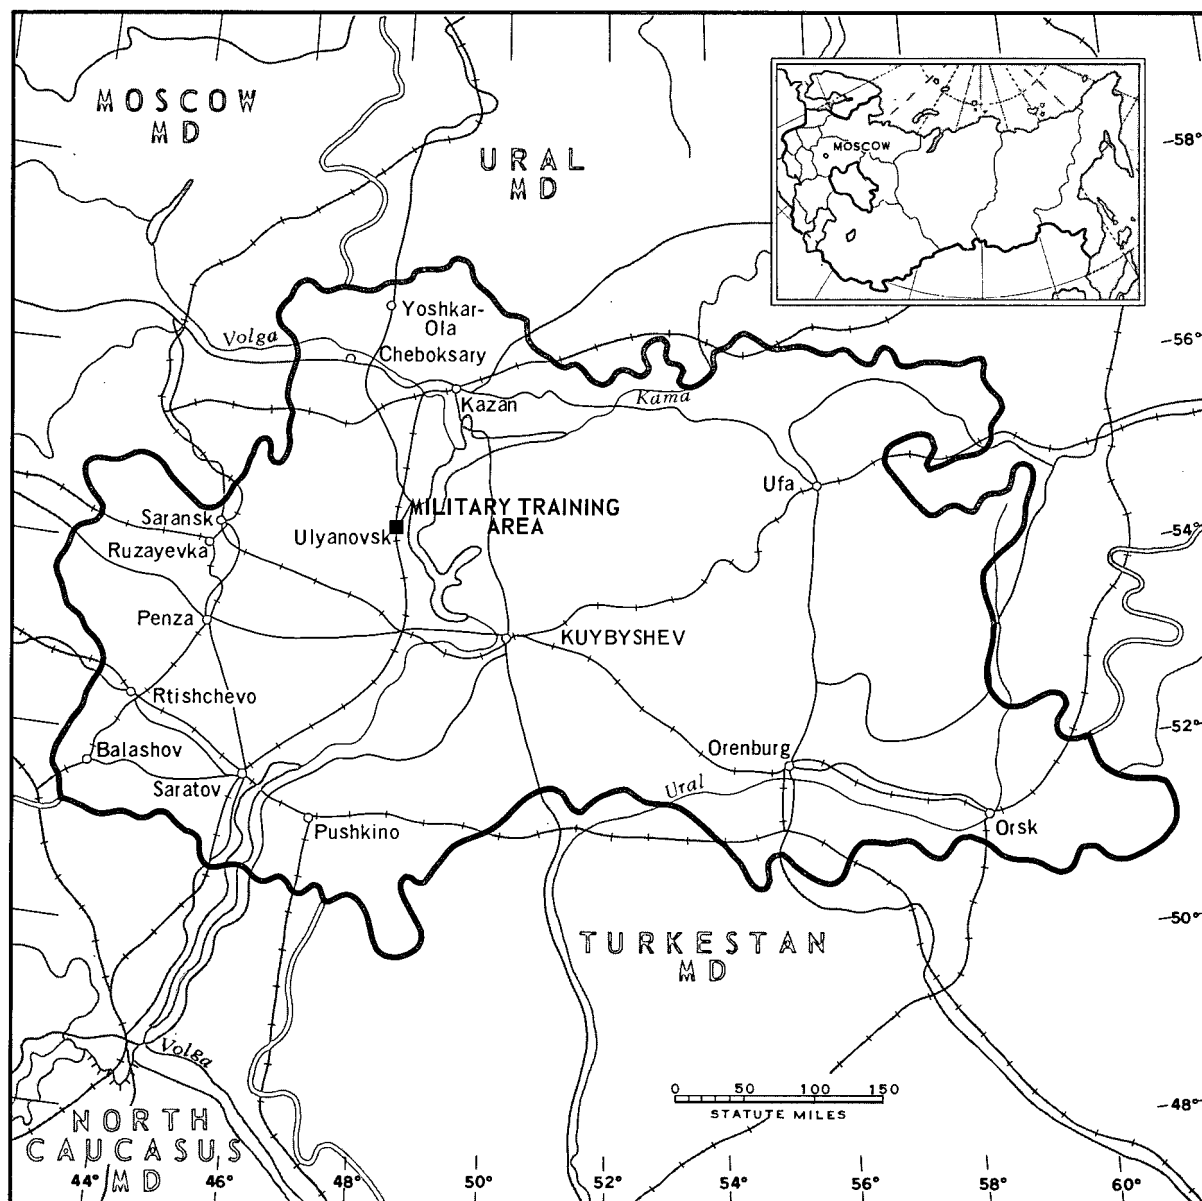 MOSCOW
MD
URAL
MD
MOSCOW
58°
Yoshkar-
Ola
Volga
Cheboksary
56°
Kazan
Kama
Ufa
MILITARY TRAINING
AREA
Saransk
Ulyanovsk
54°
Ruzayevka
Penza
KUYBYSHEV
Rtishchevo
52°
Balashov
Orenburg
Saratov
Ural
Pushkino
Orsk
50°
TURKESTAN
MD
Volga
0 50 100 150
STATUTE MILES
48°
NORTH
CAUCASUS
MD
44° 46° 48° 50° 52° 54° 56° 58° 60°